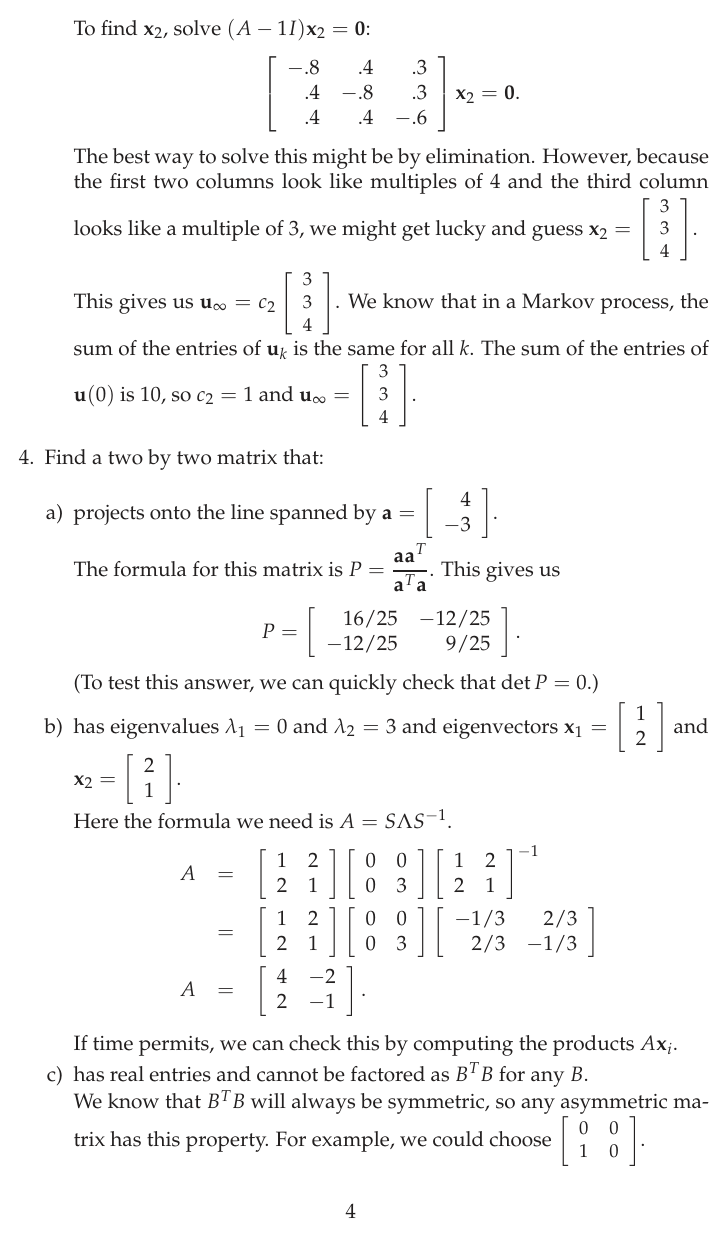 To find x₂, solve (A − 1I)x₂ = 0:
[ −.8 .4 .3
.4 −.8 .3
.4 .4 −.6 ] x₂ = 0.
The best way to solve this might be by elimination. However, because
the first two columns look like multiples of 4 and the third column
looks like a multiple of 3, we might get lucky and guess x₂ = [ 3 3 4 ].
This gives us u∞ = c₂ [ 3 3 4 ]. We know that in a Markov process, the
sum of the entries of uₖ is the same for all k. The sum of the entries of
u(0) is 10, so c₂ = 1 and u∞ = [ 3 3 4 ].
4. Find a two by two matrix that:
a) projects onto the line spanned by a = [ 4 −3 ].
The formula for this matrix is P = aaᵀ/aᵀa. This gives us
P = [ 16/25 −12/25
−12/25 9/25 ].
(To test this answer, we can quickly check that det P = 0.)
b) has eigenvalues λ₁ = 0 and λ₂ = 3 and eigenvectors x₁ = [ 1 2 ] and
x₂ = [ 2 1 ].
Here the formula we need is A = SΛS⁻¹.
A = [ 1 2 ] [ 0 0 ] [ 1 2 ]⁻¹
[ 2 1 ] [ 0 3 ] [ 2 1 ]
= [ 1 2 ] [ 0 0 ] [ −1/3 2/3 ]
[ 2 1 ] [ 0 3 ] [ 2/3 −1/3 ]
A = [ 4 −2
2 −1 ].
If time permits, we can check this by computing the products Axᵢ.
c) has real entries and cannot be factored as BᵀB for any B.
We know that BᵀB will always be symmetric, so any asymmetric ma-
trix has this property. For example, we could choose [ 0 0
1 0 ].
4